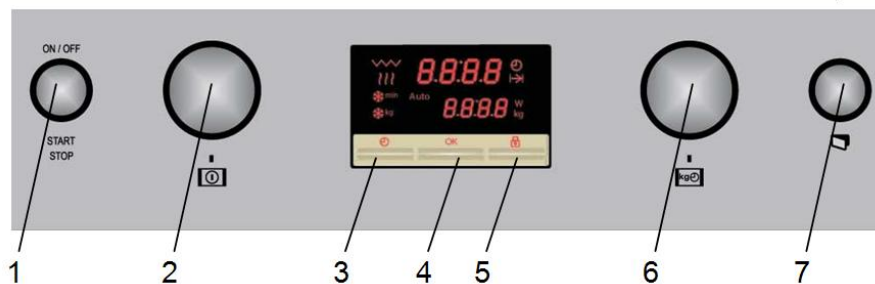 ON / OFF
START
STOP
8.8.8.8
min
Auto
kg
8.8.8.8
W
kg
OK
kg
1 2 3 4 5 6 7